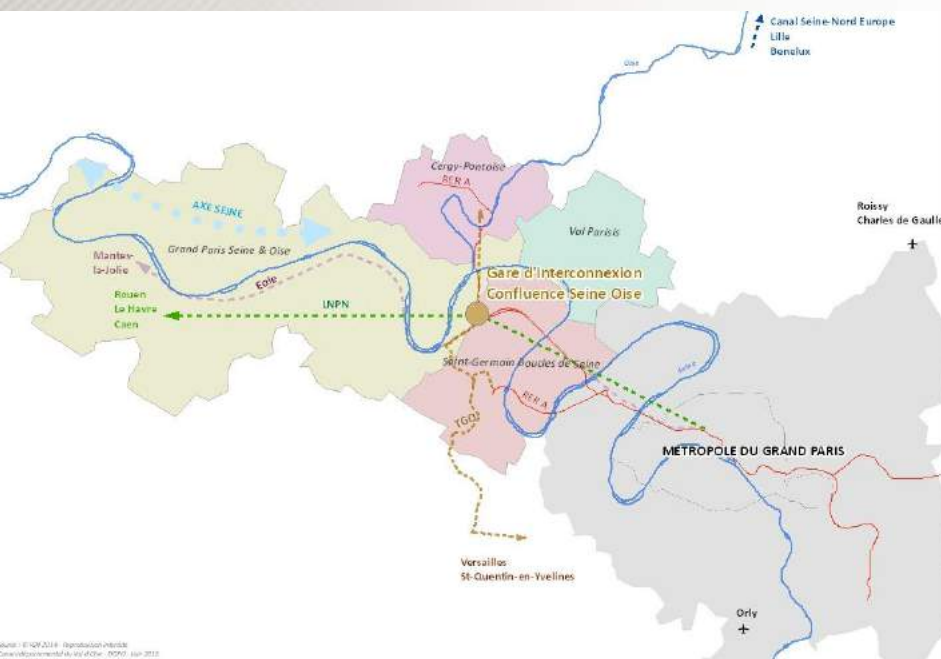 Canal Seine-Nord Europe
Lille
Benelux
Oise
Cergy-Pontoise
RER A
AXE SEINE
Val Parisis
Roissy
Charles de Gaulle
Grand Paris Seine & Oise
Mantes-
la-Jolie
Eole
Gare d'Interconnexion
Confluence Seine Oise
Rouen
Le Havre
Caen
LNPN
Saint-Germain Boucles de Seine
Seine
RER A
TGO
METROPOLE DU GRAND PARIS
Versailles
St-Quentin-en-Yvelines
Orly